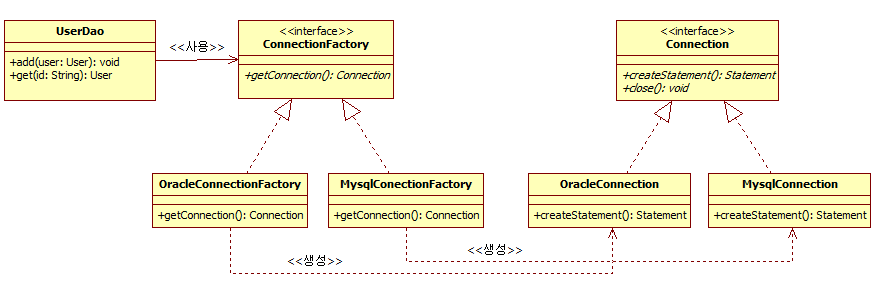 UserDao
+add(user: User): void
+get(id: String): User
<<사용>>
<<interface>>
ConnectionFactory
+getConnection(): Connection
<<interface>>
Connection
+createStatement(): Statement
+close(): void
OracleConnectionFactory
+getConnection(): Connection
MysqlConectionFactory
+getConnection(): Connection
OracleConnection
+createStatement(): Statement
MysqlConnection
+createStatement(): Statement
<<생성>>
<<생성>>